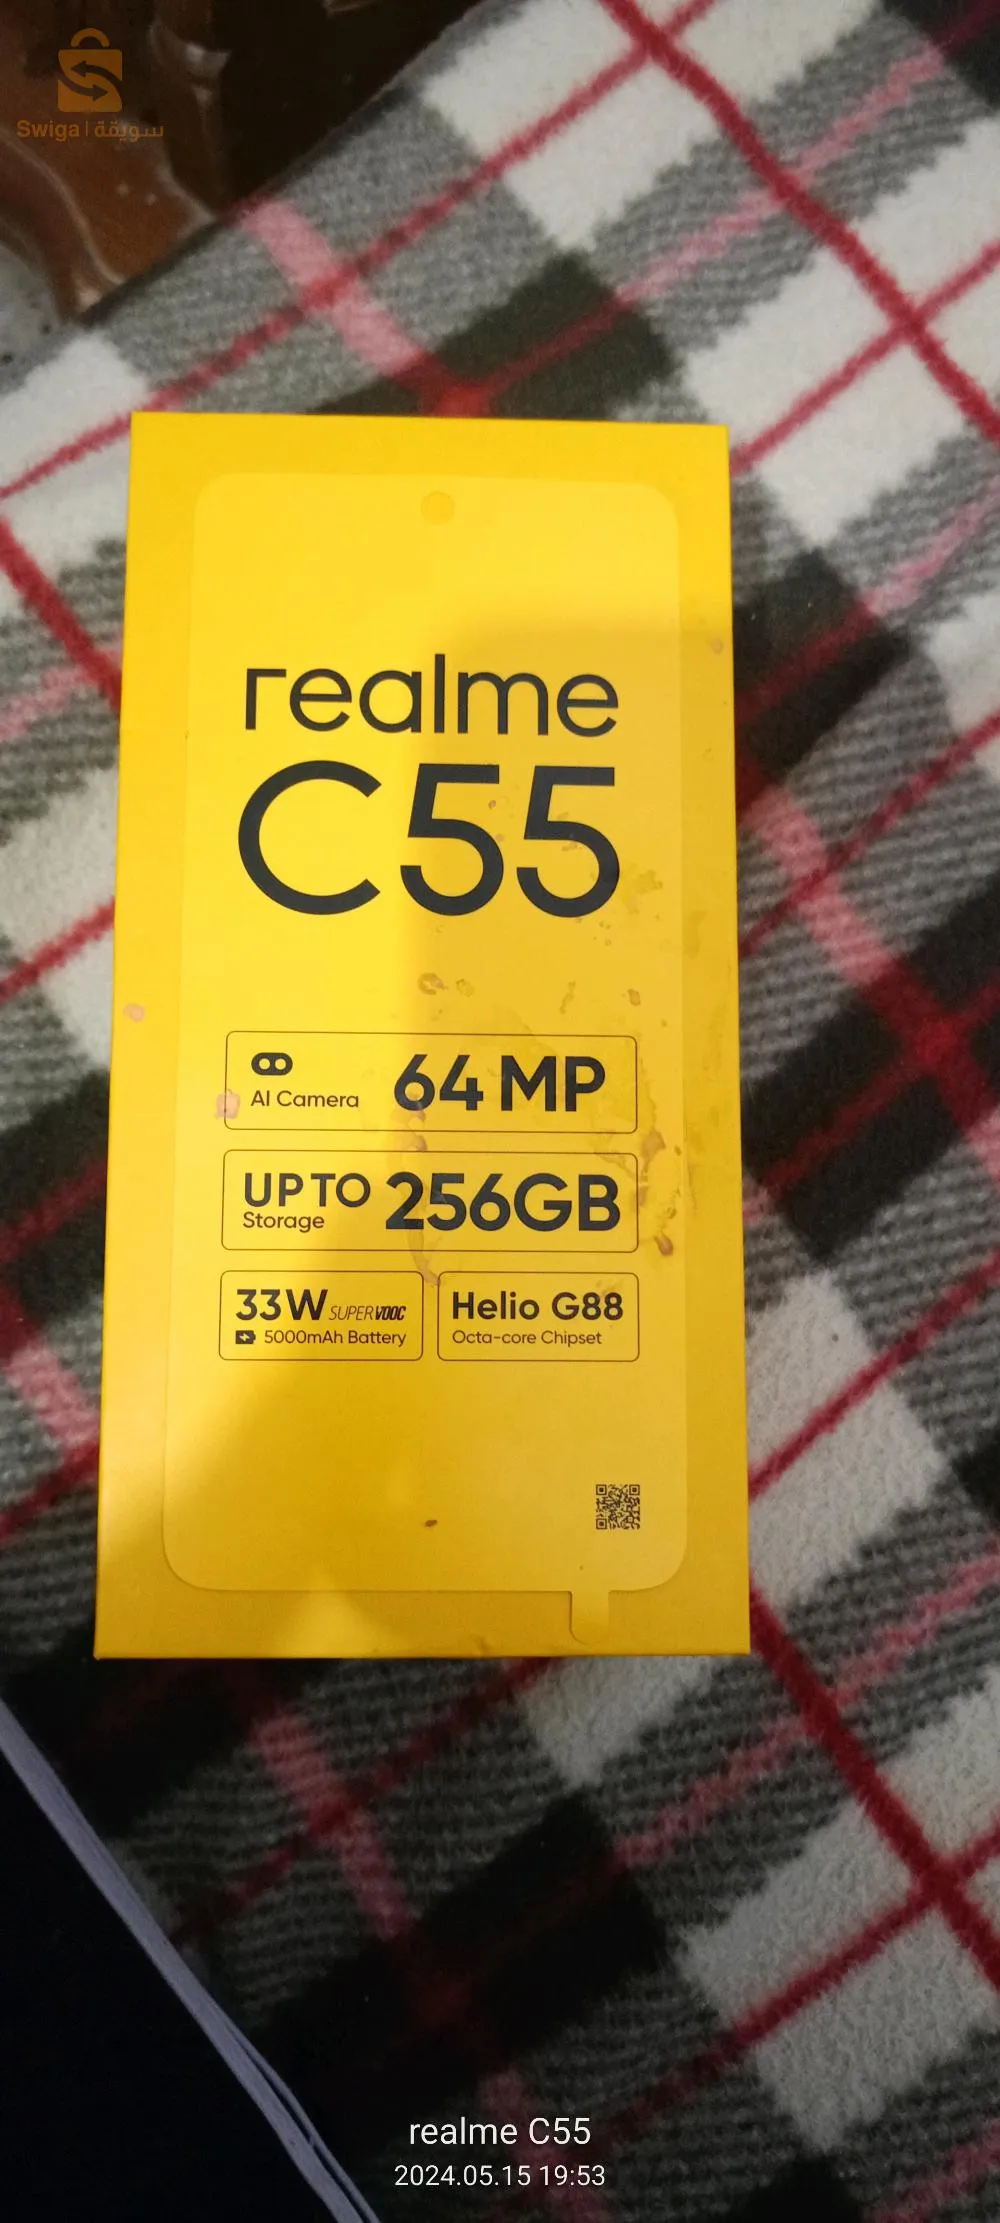 Swiga | سويقة
realme
C55
AI Camera 64 MP
UP TO 256GB
Storage
33W SUPERVOOC
5000mAh Battery
Helio G88
Octa-core Chipset
realme C55
2024.05.15 19:53